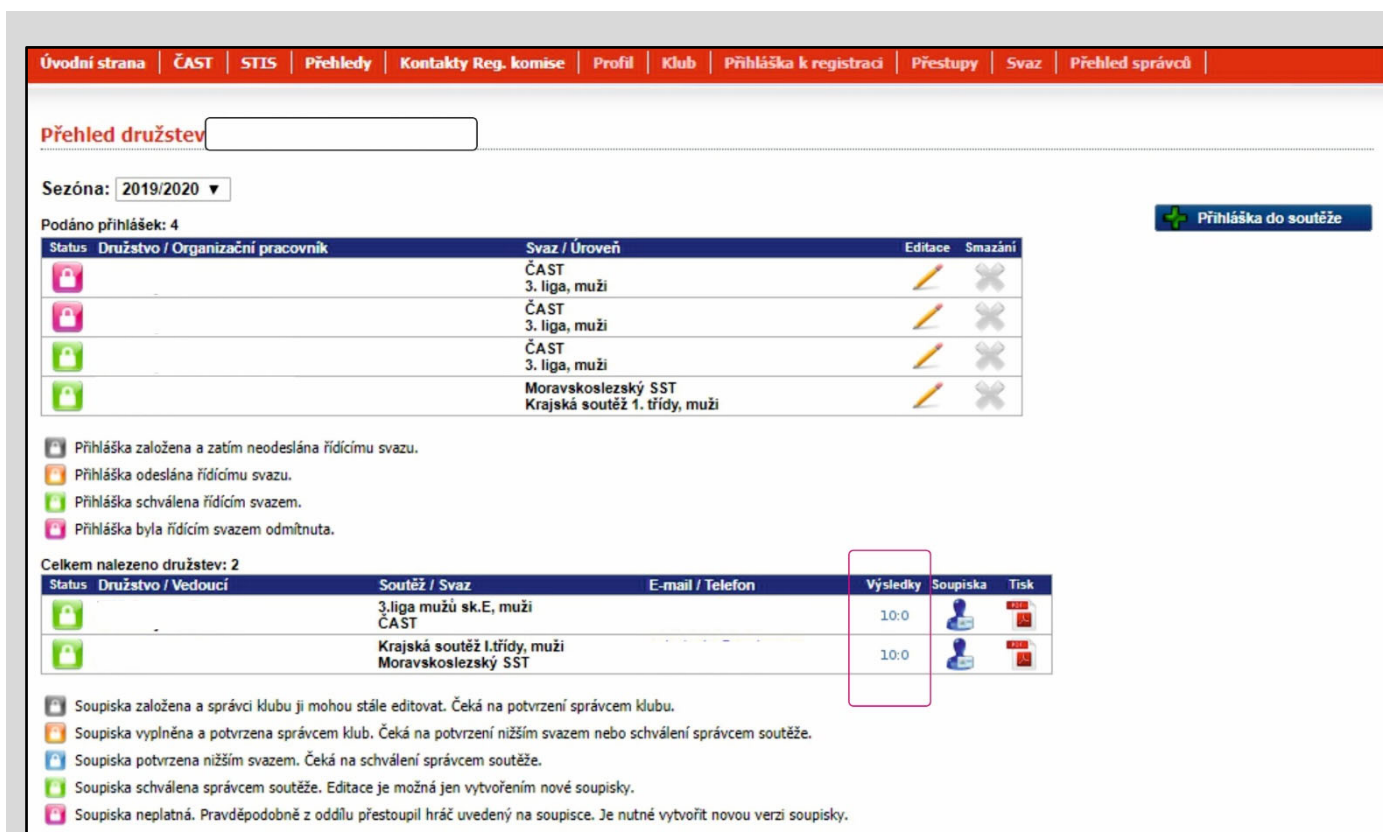 Úvodní strana | ČAST | STIS | Přehledy | Kontakty Reg. komise | Profil | Klub | Přihláška k registraci | Přestupy | Svaz | Přehled správců |
Přehled družstev
Sezóna: 2019/2020 ▼
Přihláška do soutěže
Podáno přihlášek: 4
Status Družstvo / Organizační pracovník Svaz / Úroveň Editace Smazání
ČAST
3. liga, muži
ČAST
3. liga, muži
ČAST
3. liga, muži
Moravskoslezský SST
Krajská soutěž 1. třídy, muži
Přihláška založena a zatím neodeslána řídícímu svazu.
Přihláška odeslána řídícímu svazu.
Přihláška schválena řídícím svazem.
Přihláška byla řídícím svazem odmítnuta.
Celkem nalezeno družstev: 2
Status Družstvo / Vedoucí Soutěž / Svaz E-mail / Telefon Výsledky Soupiska Tisk
3.liga mužů sk.E, muži
ČAST
10:0
PDF
Krajská soutěž I.třídy, muži
Moravskoslezský SST
10:0
PDF
Soupiska založena a správci klubu ji mohou stále editovat. Čeká na potvrzení správcem klubu.
Soupiska vyplněna a potvrzena správcem klub. Čeká na potvrzení nižším svazem nebo schválení správcem soutěže.
Soupiska potvrzena nižším svazem. Čeká na schválení správcem soutěže.
Soupiska schválena správcem soutěže. Editace je možná jen vytvořením nové soupisky.
Soupiska neplatná. Pravděpodobně z oddílu přestoupil hráč uvedený na soupisce. Je nutné vytvořit novou verzi soupisky.